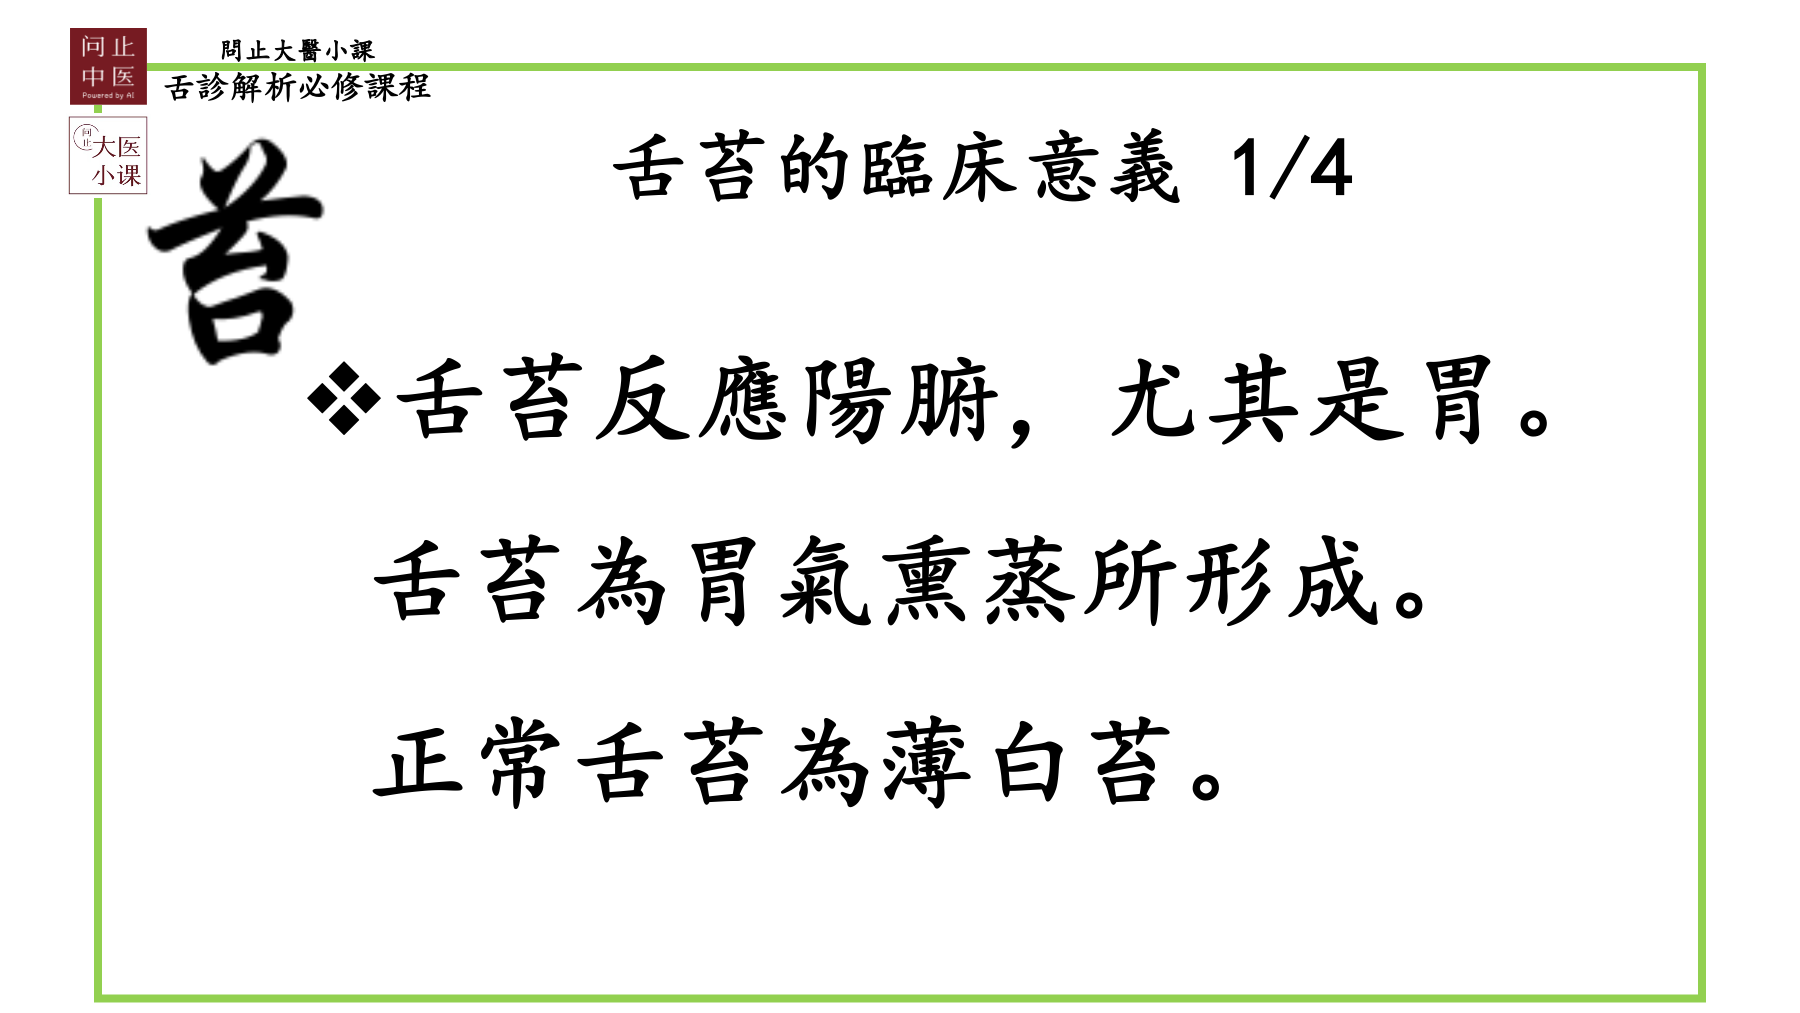 问止
中医
Powered by AI
問止大醫小課
舌診解析必修課程
问止
大医
小课
苔
舌苔的臨床意義 1/4
❖舌苔反應陽腑，尤其是胃。
舌苔為胃氣熏蒸所形成。
正常舌苔為薄白苔。